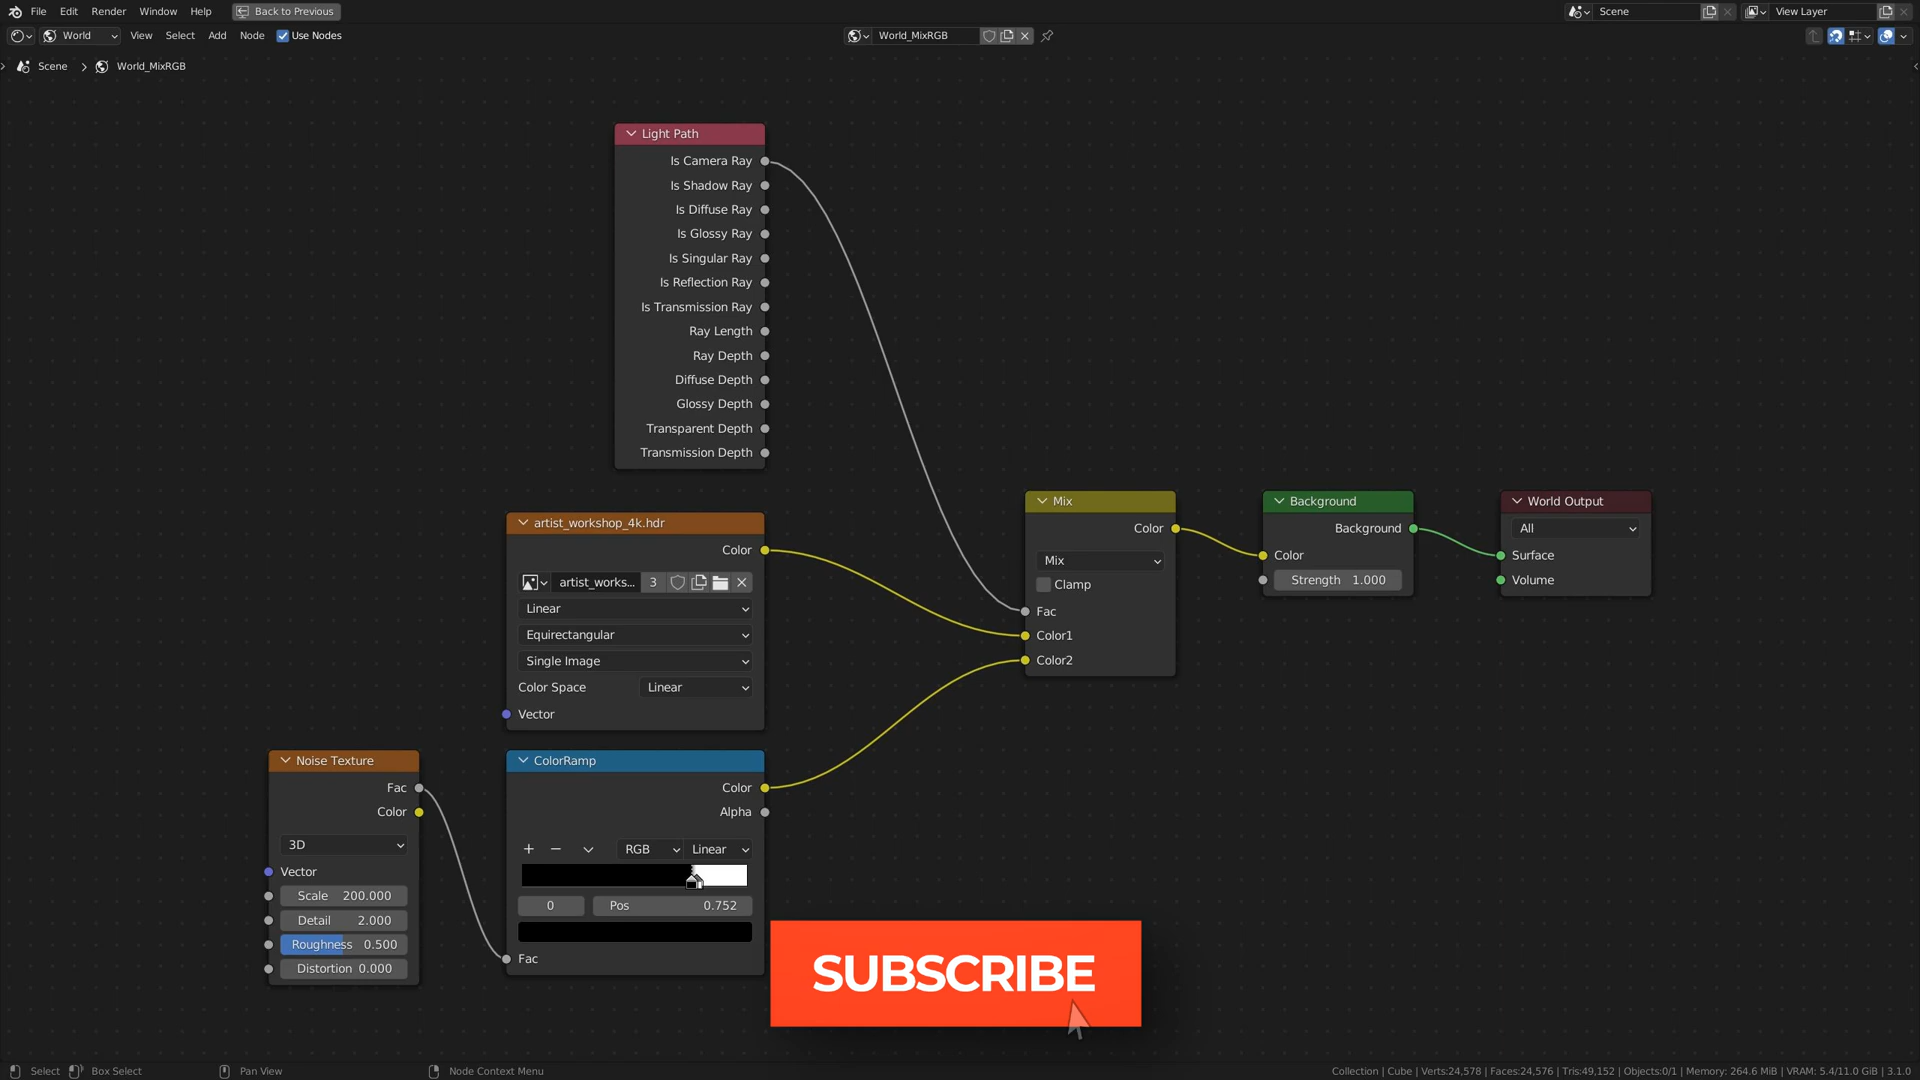 File Edit Render Window Help Back to Previous Scene View Layer
World View Select Add Node Use Nodes World_MixRGB
Scene World_MixRGB
Light Path
Is Camera Ray
Is Shadow Ray
Is Diffuse Ray
Is Glossy Ray
Is Singular Ray
Is Reflection Ray
Is Transmission Ray
Ray Length
Ray Depth
Diffuse Depth
Glossy Depth
Transparent Depth
Transmission Depth
artist_workshop_4k.hdr
Color
artist_works... 3
Linear
Equirectangular
Single Image
Color Space Linear
Vector
Mix
Color
Mix
Clamp
Fac
Color1
Color2
Background
Background
Color
Strength 1.000
World Output
All
Surface
Volume
Noise Texture
Fac
Color
3D
Vector
Scale 200.000
Detail 2.000
Roughness 0.500
Distortion 0.000
ColorRamp
Color
Alpha
RGB Linear
0 Pos 0.752
Fac
SUBSCRIBE
Select Box Select Pan View Node Context Menu Collection | Cube | Verts:24,578 | Faces:24,576 | Tris:49,152 | Objects:0/1 | Memory: 264.6 MiB | VRAM: 5.4/11.0 GiB | 3.1.0